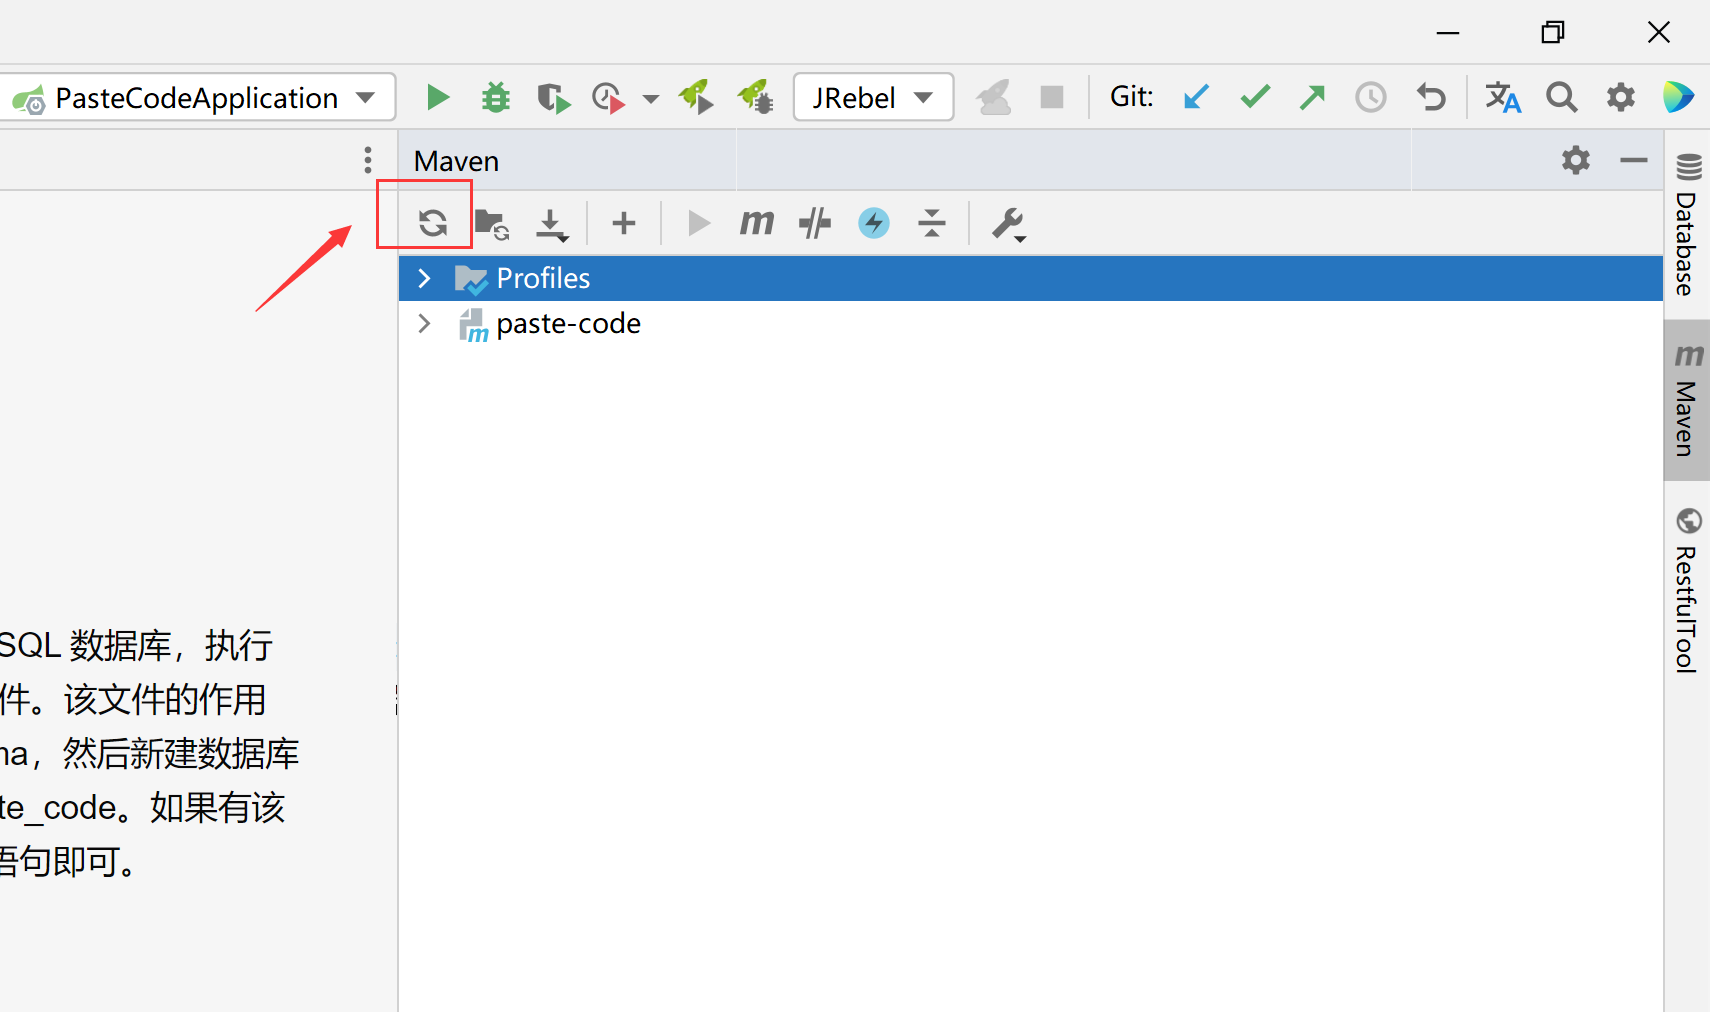 PasteCodeApplication
JRebel
Git:
Maven
Profiles
paste-code
Database
Maven
RestfulTool
SQL 数据库，执行
件。该文件的作用
na，然后新建数据库
te_code。如果有该
语句即可。